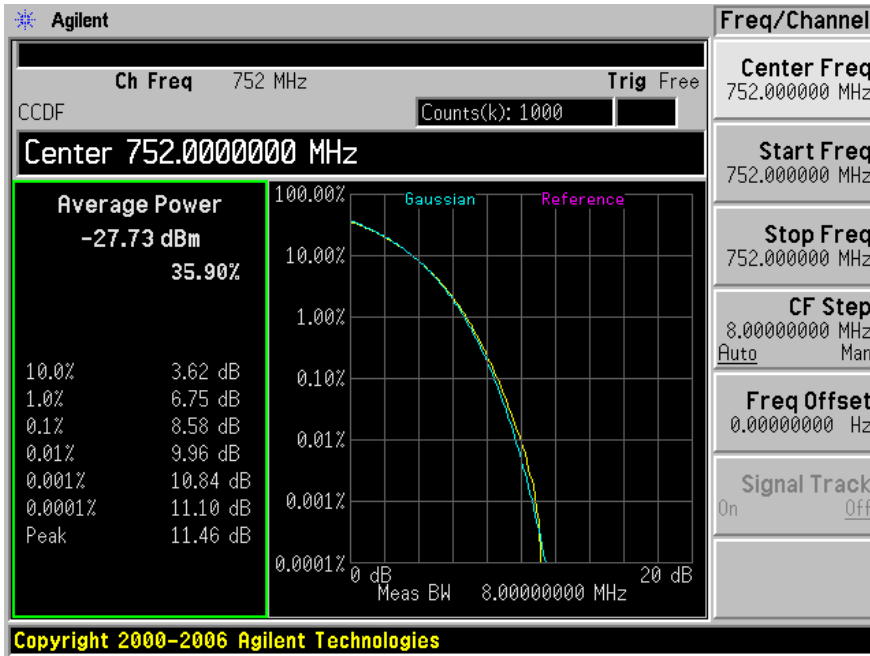 Agilent
Freq/Channel
Ch Freq 752 MHz Trig Free
CCDF Counts(k): 1000
Center 752.0000000 MHz
Average Power
-27.73 dBm
35.90%
10.0% 3.62 dB
1.0% 6.75 dB
0.1% 8.58 dB
0.01% 9.96 dB
0.001% 10.84 dB
0.0001% 11.10 dB
Peak 11.46 dB
Gaussian Reference
100.00%
10.00%
1.00%
0.10%
0.01%
0.001%
0.0001%
0 dB 20 dB
Meas BW 8.00000000 MHz
Center Freq
752.000000 MHz
Start Freq
752.000000 MHz
Stop Freq
752.000000 MHz
CF Step
8.00000000 MHz
Auto Man
Freq Offset
0.00000000 Hz
Signal Track
On Off
Copyright 2000-2006 Agilent Technologies